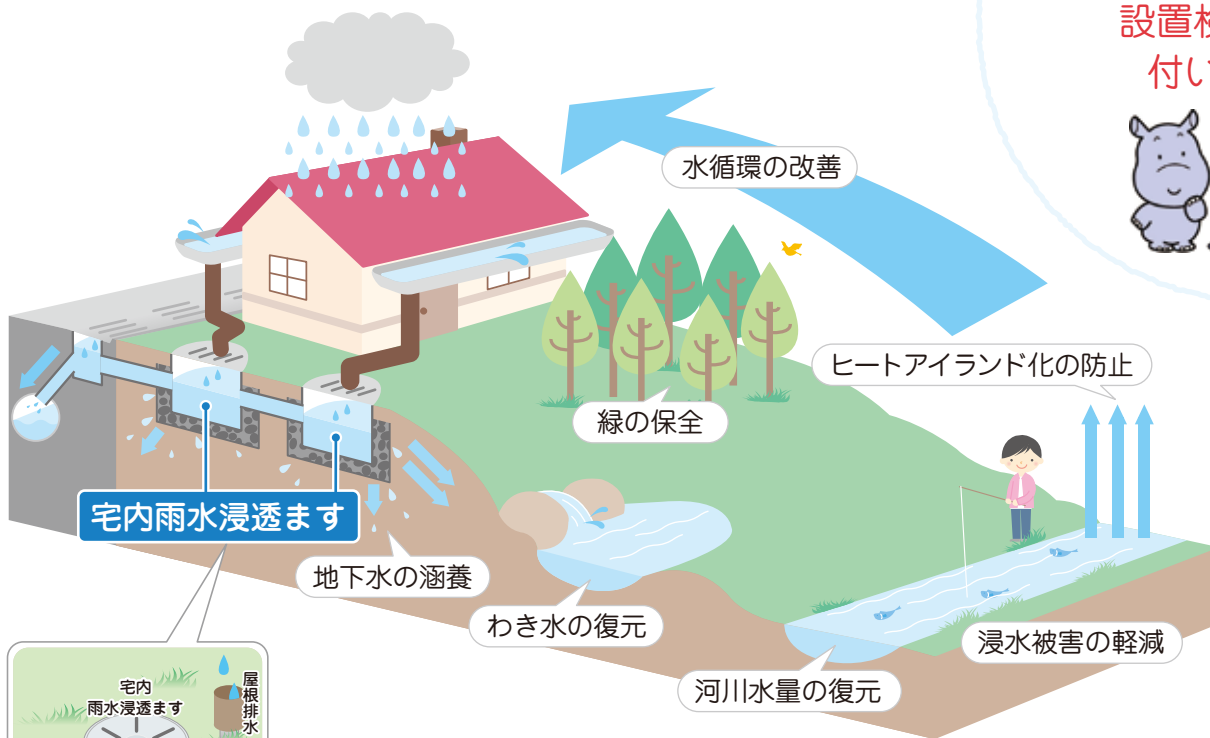 設置検
付い
水循環の改善
ヒートアイランド化の防止
緑の保全
宅内雨水浸透ます
地下水の涵養
わき水の復元
浸水被害の軽減
河川水量の復元
宅内
雨水浸透ます
屋根排水